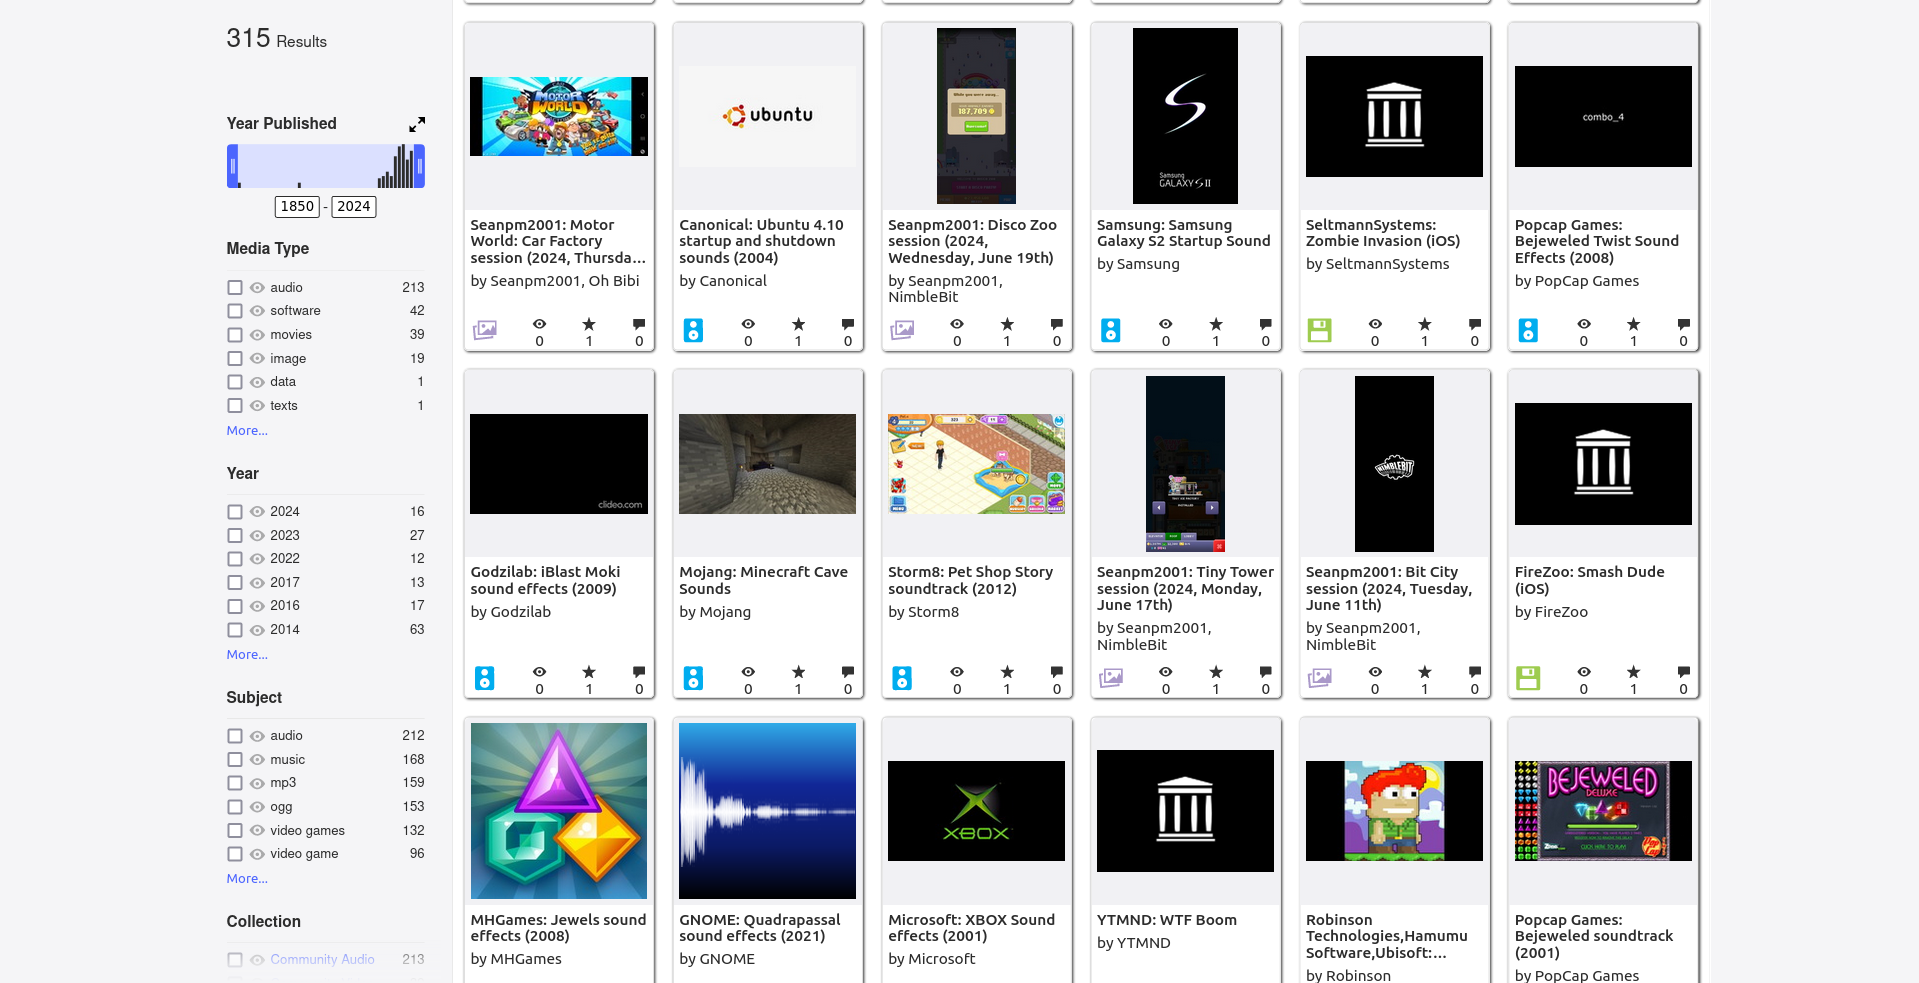 315 Results
Year Published
1850 - 2024
Media Type
audio 213
software 42
movies 39
image 19
data 1
texts 1
More...
Year
2024 16
2023 27
2022 12
2017 13
2016 17
2014 63
More...
Subject
audio 212
music 168
mp3 159
ogg 153
video games 132
video game 96
More...
Collection
Community Audio 213
MOTOR
WORLD
Seanpm2001: Motor
World: Car Factory
session (2024, Thursda...
by Seanpm2001, Oh Bibi
0 1 0
ubuntu
Canonical: Ubuntu 4.10
startup and shutdown
sounds (2004)
by Canonical
0 1 0
While you were away...
187,709
Seanpm2001: Disco Zoo
session (2024,
Wednesday, June 19th)
by Seanpm2001,
NimbleBit
0 1 0
Samsung
GALAXY S II
Samsung: Samsung
Galaxy S2 Startup Sound
by Samsung
0 1 0
SeltmannSystems:
Zombie Invasion (iOS)
by SeltmannSystems
0 1 0
combo_4
Popcap Games:
Bejeweled Twist Sound
Effects (2008)
by PopCap Games
0 1 0
clideo.com
Godzilab: iBlast Moki
sound effects (2009)
by Godzilab
0 1 0
Mojang: Minecraft Cave
Sounds
by Mojang
0 1 0
Storm8: Pet Shop Story
soundtrack (2012)
by Storm8
0 1 0
Seanpm2001: Tiny Tower
session (2024, Monday,
June 17th)
by Seanpm2001,
NimbleBit
0 1 0
NIMBLEBIT
Seanpm2001: Bit City
session (2024, Tuesday,
June 11th)
by Seanpm2001,
NimbleBit
0 1 0
FireZoo: Smash Dude
(iOS)
by FireZoo
0 1 0
MHGames: Jewels sound
effects (2008)
by MHGames
GNOME: Quadrapassal
sound effects (2021)
by GNOME
XBOX
Microsoft: XBOX Sound
effects (2001)
by Microsoft
YTMND: WTF Boom
by YTMND
Robinson
Technologies,Hamumu
Software,Ubisoft:...
by Robinson
BEJEWELED
DELUXE
CLICK HERE TO PLAY!
Popcap Games:
Bejeweled soundtrack
(2001)
by PopCap Games